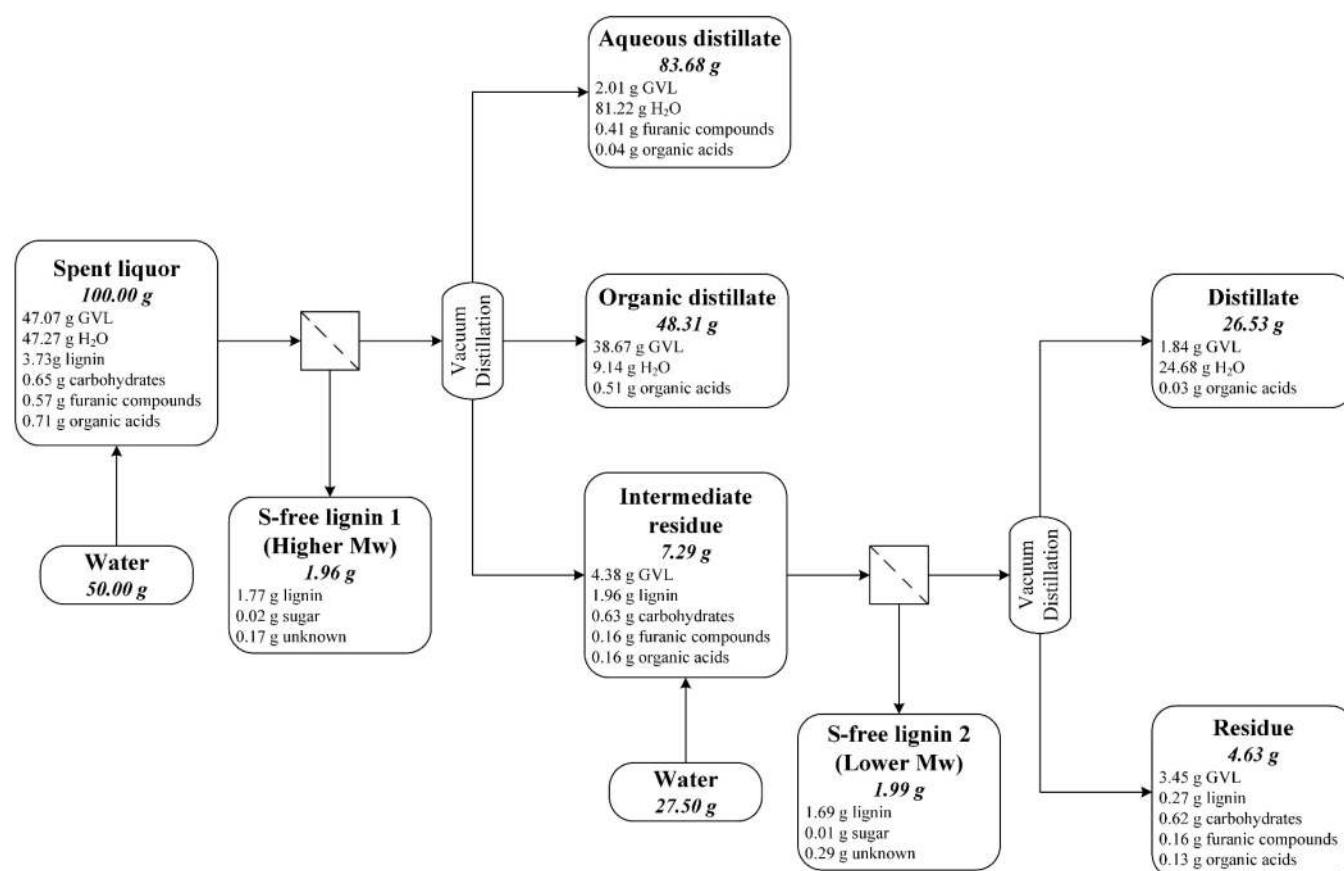 Aqueous distillate
83.68 g
2.01 g GVL
81.22 g H₂O
0.41 g furanic compounds
0.04 g organic acids
Spent liquor
100.00 g
47.07 g GVL
47.27 g H₂O
3.73g lignin
0.65 g carbohydrates
0.57 g furanic compounds
0.71 g organic acids
Vacuum
Distillation
Organic distillate
48.31 g
38.67 g GVL
9.14 g H₂O
0.51 g organic acids
Distillate
26.53 g
1.84 g GVL
24.68 g H₂O
0.03 g organic acids
Water
50.00 g
S-free lignin 1
(Higher Mw)
1.96 g
1.77 g lignin
0.02 g sugar
0.17 g unknown
Intermediate
residue
7.29 g
4.38 g GVL
1.96 g lignin
0.63 g carbohydrates
0.16 g furanic compounds
0.16 g organic acids
Vacuum
Distillation
Water
27.50 g
S-free lignin 2
(Lower Mw)
1.99 g
1.69 g lignin
0.01 g sugar
0.29 g unknown
Residue
4.63 g
3.45 g GVL
0.27 g lignin
0.62 g carbohydrates
0.16 g furanic compounds
0.13 g organic acids